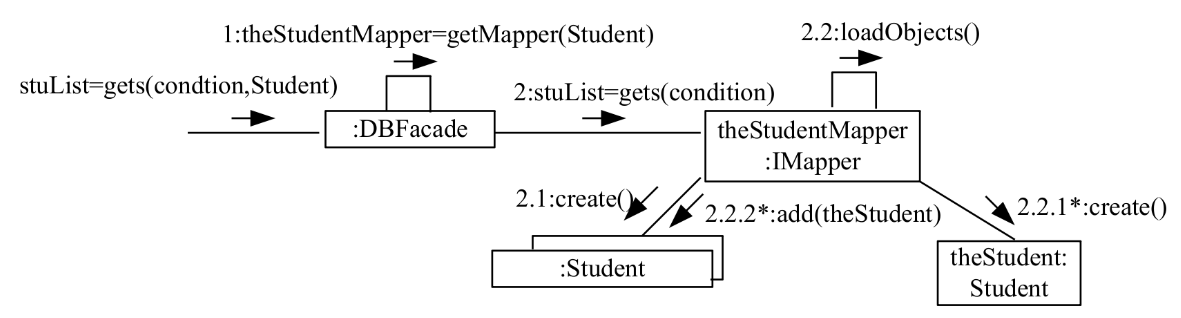 1:theStudentMapper=getMapper(Student)
2.2:loadObjects()
stuList=gets(condtion,Student)
2:stuList=gets(condition)
:DBFacade
theStudentMapper
:IMapper
2.1:create()
2.2.2*:add(theStudent)
2.2.1*:create()
:Student
theStudent:
Student